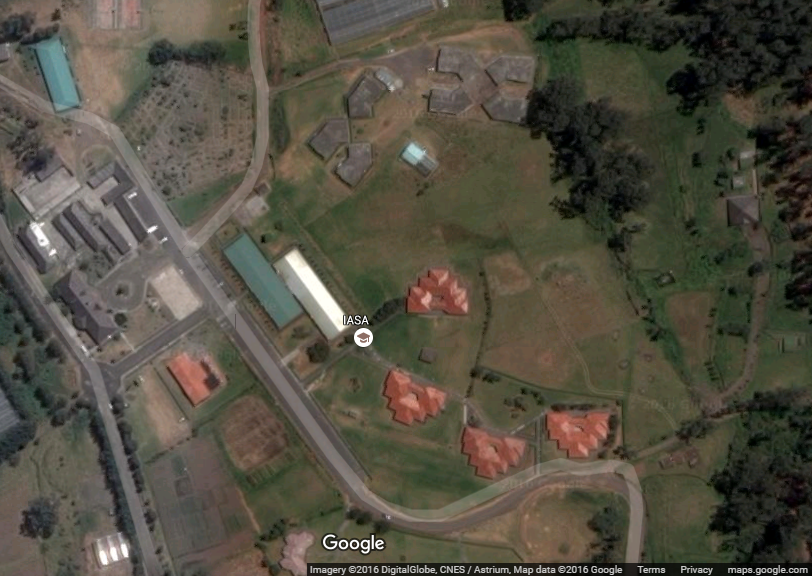 IASA
Google
Imagery ©2016 DigitalGlobe, CNES / Astrium, Map data ©2016 Google Terms Privacy maps.google.com